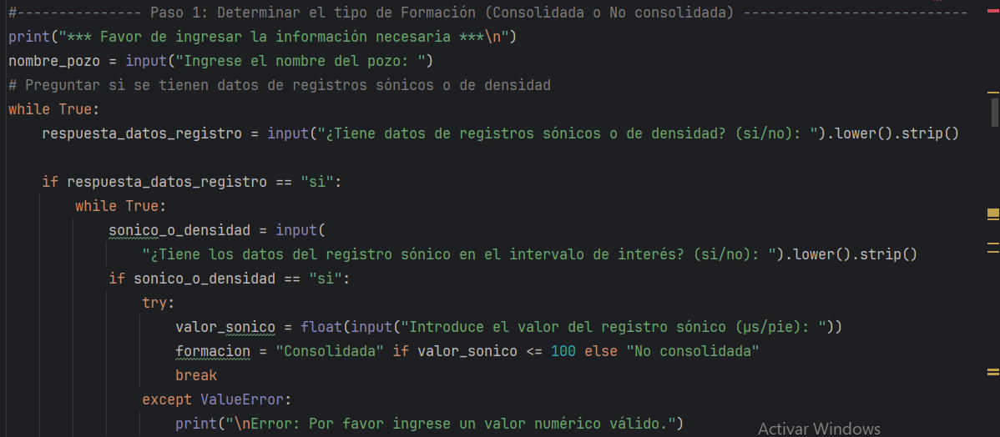 #--------------- Paso 1: Determinar el tipo de Formación (Consolidada o No consolidada) ---------------------------
print("*** Favor de ingresar la información necesaria ***\n")
nombre_pozo = input("Ingrese el nombre del pozo: ")
# Preguntar si se tienen datos de registros sónicos o de densidad
while True:
    respuesta_datos_registro = input("¿Tiene datos de registros sónicos o de densidad? (si/no): ").lower().strip()
    if respuesta_datos_registro == "si":
        while True:
            sonico_o_densidad = input(
                "¿Tiene los datos del registro sónico en el intervalo de interés? (si/no): ").lower().strip()
            if sonico_o_densidad == "si":
                try:
                    valor_sonico = float(input("Introduce el valor del registro sónico (µs/pie): "))
                    formacion = "Consolidada" if valor_sonico <= 100 else "No consolidada"
                    break
                except ValueError:
                    print("\nError: Por favor ingrese un valor numérico válido.")
Activar Windows